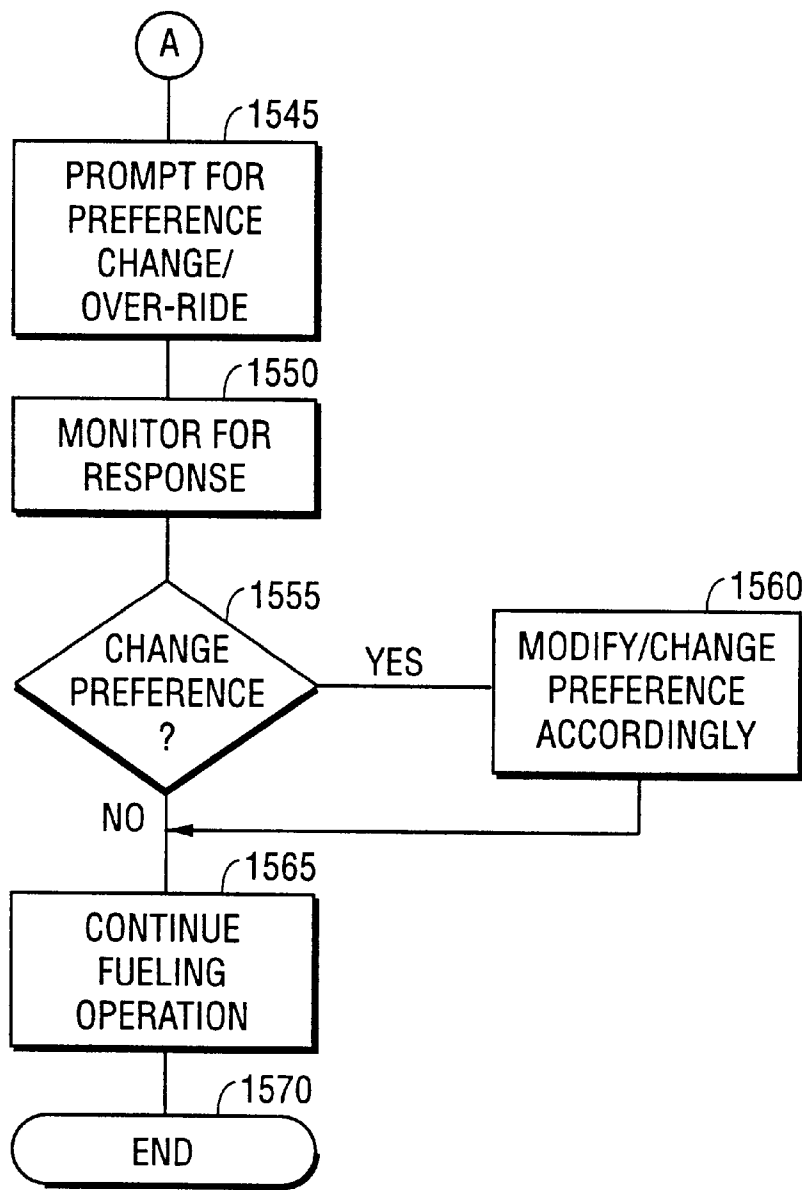 A
1545
PROMPT FOR
PREFERENCE
CHANGE/
OVER-RIDE
1550
MONITOR FOR
RESPONSE
1555
CHANGE
PREFERENCE
?
YES
1560
MODIFY/CHANGE
PREFERENCE
ACCORDINGLY
NO
1565
CONTINUE
FUELING
OPERATION
1570
END